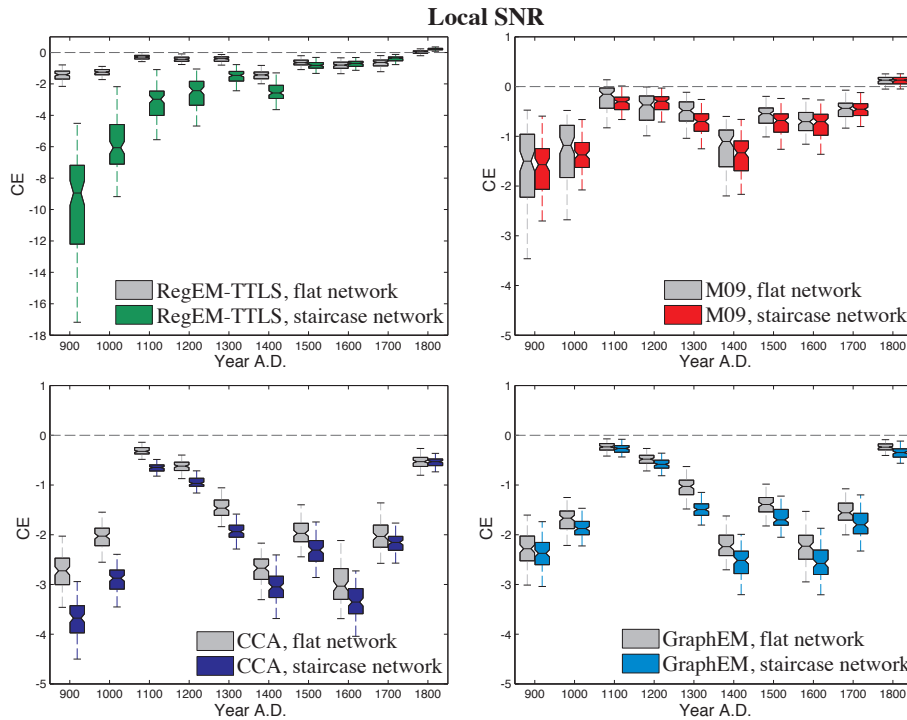 Local SNR
0
-2
-4
-6
-8
-10
-12
-14
-16
-18
CE
RegEM-TTLS, flat network
RegEM-TTLS, staircase network
900 1000 1100 1200 1300 1400 1500 1600 1700 1800
Year A.D.
1
0
-1
-2
-3
-4
-5
CE
M09, flat network
M09, staircase network
900 1000 1100 1200 1300 1400 1500 1600 1700 1800
Year A.D.
1
0
-1
-2
-3
-4
-5
CE
CCA, flat network
CCA, staircase network
900 1000 1100 1200 1300 1400 1500 1600 1700 1800
Year A.D.
1
0
-1
-2
-3
-4
-5
CE
GraphEM, flat network
GraphEM, staircase network
900 1000 1100 1200 1300 1400 1500 1600 1700 1800
Year A.D.